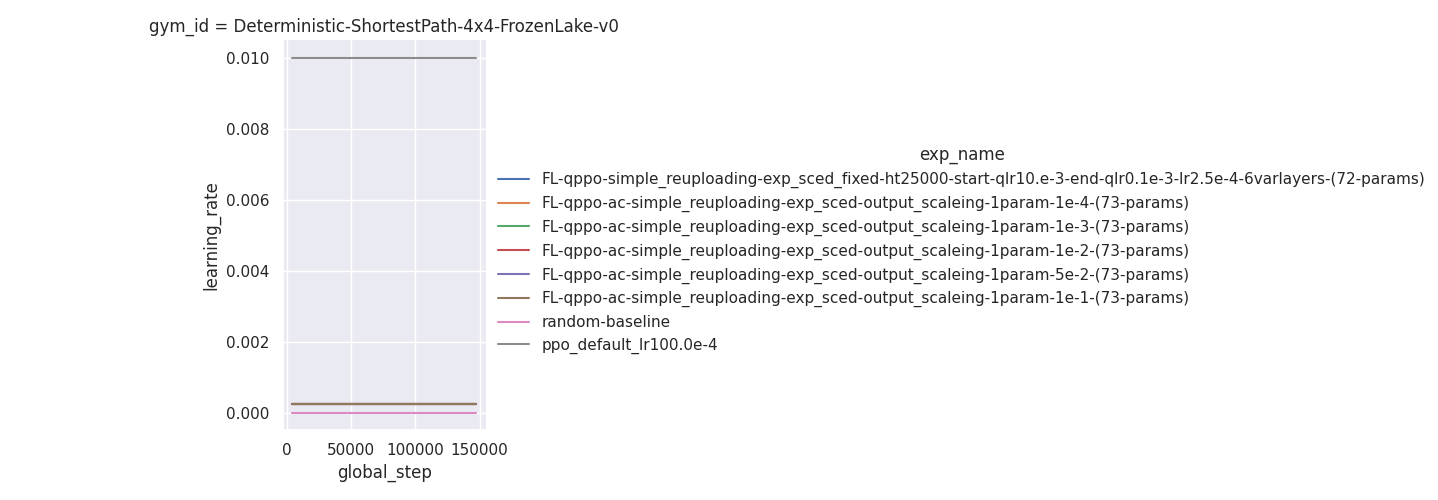 gym_id = Deterministic-ShortestPath-4x4-FrozenLake-v0
0.010
0.008
0.006
0.004
0.002
0.000
learning_rate
0 50000 100000 150000
global_step
exp_name
FL-qppo-simple_reuploading-exp_sced_fixed-ht25000-start-qlr10.e-3-end-qlr0.1e-3-lr2.5e-4-6varlayers-(72-params)
FL-qppo-ac-simple_reuploading-exp_sced-output_scaleing-1param-1e-4-(73-params)
FL-qppo-ac-simple_reuploading-exp_sced-output_scaleing-1param-1e-3-(73-params)
FL-qppo-ac-simple_reuploading-exp_sced-output_scaleing-1param-1e-2-(73-params)
FL-qppo-ac-simple_reuploading-exp_sced-output_scaleing-1param-5e-2-(73-params)
FL-qppo-ac-simple_reuploading-exp_sced-output_scaleing-1param-1e-1-(73-params)
random-baseline
ppo_default_lr100.0e-4